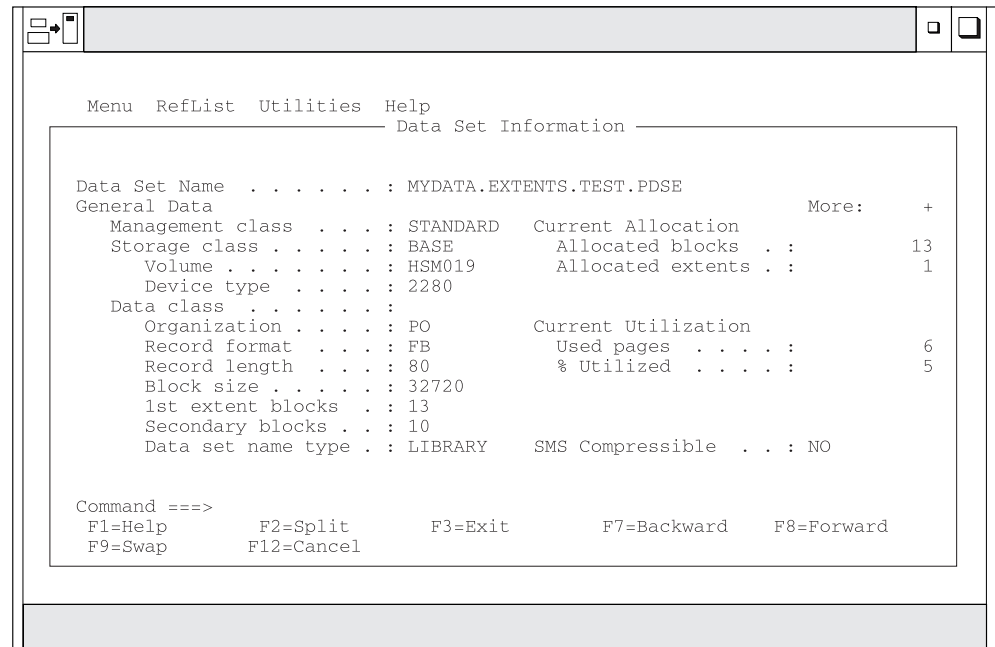 Menu RefList Utilities Help
Data Set Information
Data Set Name . . . . . . : MYDATA.EXTENTS.TEST.PDSE
General Data More: +
Management class . . . : STANDARD Current Allocation
Storage class . . . . . : BASE Allocated blocks . : 13
Volume . . . . . . . : HSM019 Allocated extents . : 1
Device type . . . . : 2280
Data class . . . . . . :
Organization . . . . : PO Current Utilization
Record format . . . : FB Used pages . . . . : 6
Record length . . . : 80 % Utilized . . . . : 5
Block size . . . . . : 32720
1st extent blocks . : 13
Secondary blocks . . : 10
Data set name type . : LIBRARY SMS Compressible . . : NO
Command ===>
F1=Help F2=Split F3=Exit F7=Backward F8=Forward
F9=Swap F12=Cancel